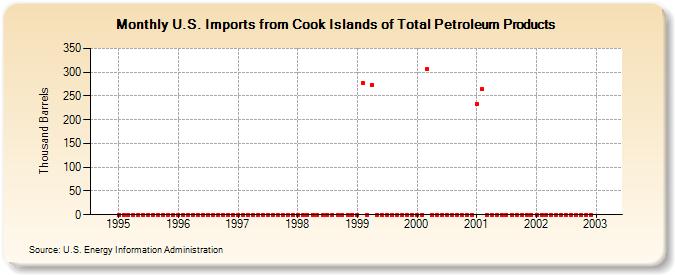 Monthly U.S. Imports from Cook Islands of Total Petroleum Products
Thousand Barrels
350
300
250
200
150
100
50
0
1995 1996 1997 1998 1999 2000 2001 2002 2003
Source: U.S. Energy Information Administration